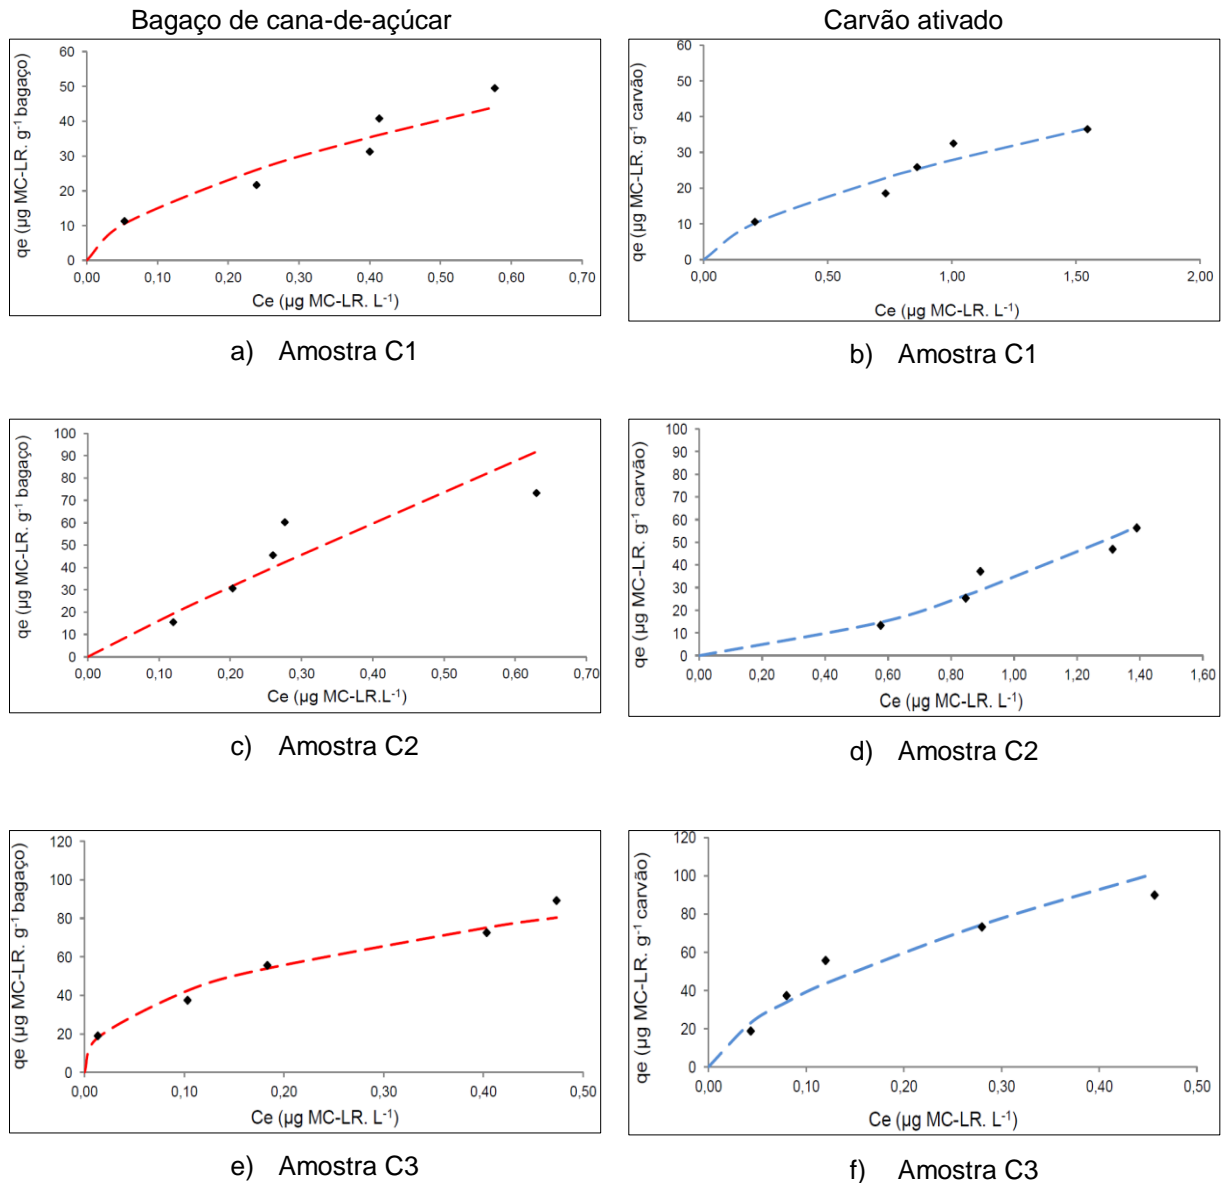 Bagaço de cana-de-açúcar
Carvão ativado
qe (µg MC-LR. g⁻¹ bagaço)
60
50
40
30
20
10
0
0,00 0,10 0,20 0,30 0,40 0,50 0,60 0,70
Ce (µg MC-LR. L⁻¹)
a) Amostra C1
qe (µg MC-LR. g⁻¹ carvão)
60
50
40
30
20
10
0
0,00 0,50 1,00 1,50 2,00
Ce (µg MC-LR. L⁻¹)
b) Amostra C1
qe (µg MC-LR. g⁻¹ bagaço)
100
90
80
70
60
50
40
30
20
10
0
0,00 0,10 0,20 0,30 0,40 0,50 0,60 0,70
Ce (µg MC-LR.L⁻¹)
c) Amostra C2
qe (µg MC-LR. g⁻¹ carvão)
100
90
80
70
60
50
40
30
20
10
0
0,00 0,20 0,40 0,60 0,80 1,00 1,20 1,40 1,60
Ce (µg MC-LR. L⁻¹)
d) Amostra C2
qe (µg MC-LR. g⁻¹ bagaço)
120
100
80
60
40
20
0
0,00 0,10 0,20 0,30 0,40 0,50
Ce (µg MC-LR. L⁻¹)
e) Amostra C3
qe (µg MC-LR. g⁻¹ carvão)
120
100
80
60
40
20
0
0,00 0,10 0,20 0,30 0,40 0,50
Ce (µg MC-LR. L⁻¹)
f) Amostra C3